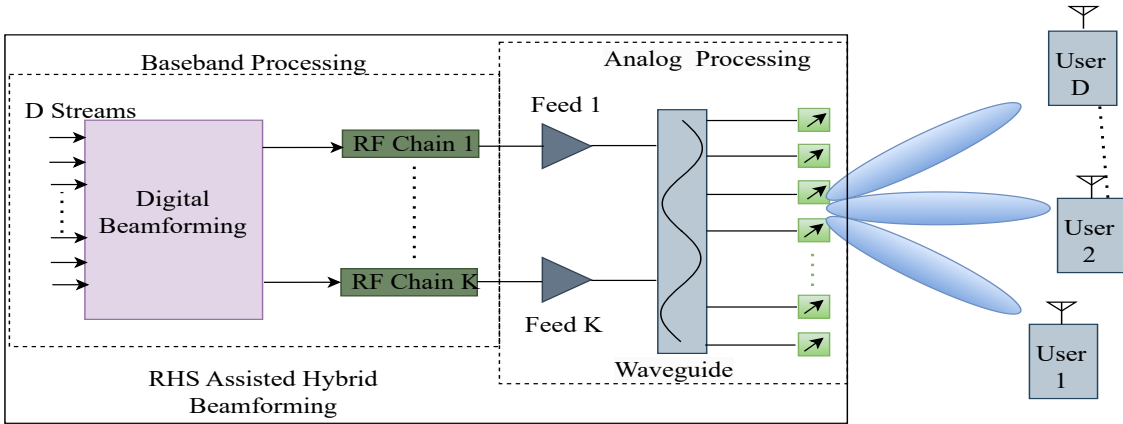 Baseband Processing
Analog Processing
D Streams
Digital
Beamforming
RF Chain 1
RF Chain K
Feed 1
Feed K
Waveguide
RHS Assisted Hybrid
Beamforming
User
D
User
2
User
1